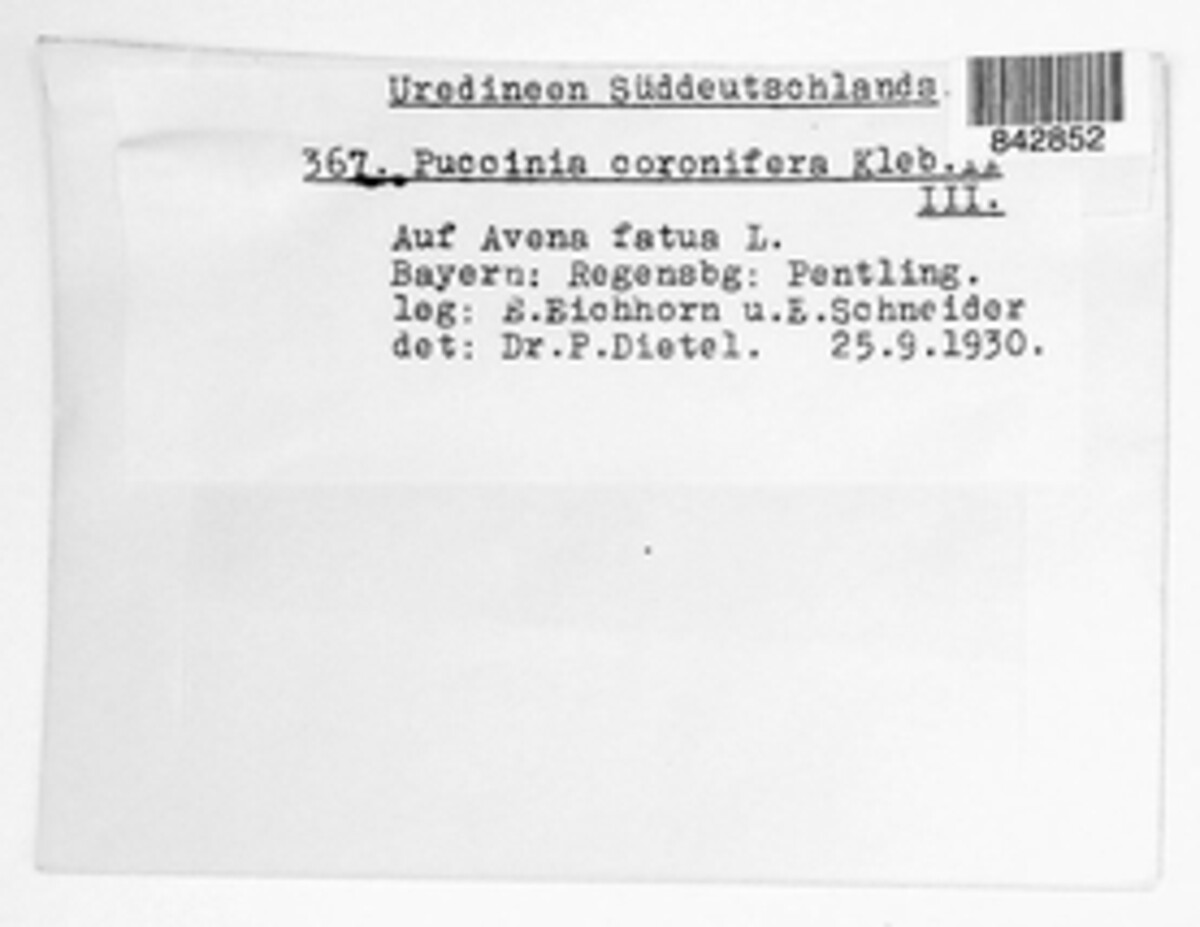 Uredineen Süddeutschlands.
842852
367. Puccinia coronifera Kleb.
III.
Auf Avena fatua L.
Bayern: Regensbg: Pentling.
leg: E.Eichhorn u.E.Schneider
det: Dr.P.Dietel. 25.9.1930.